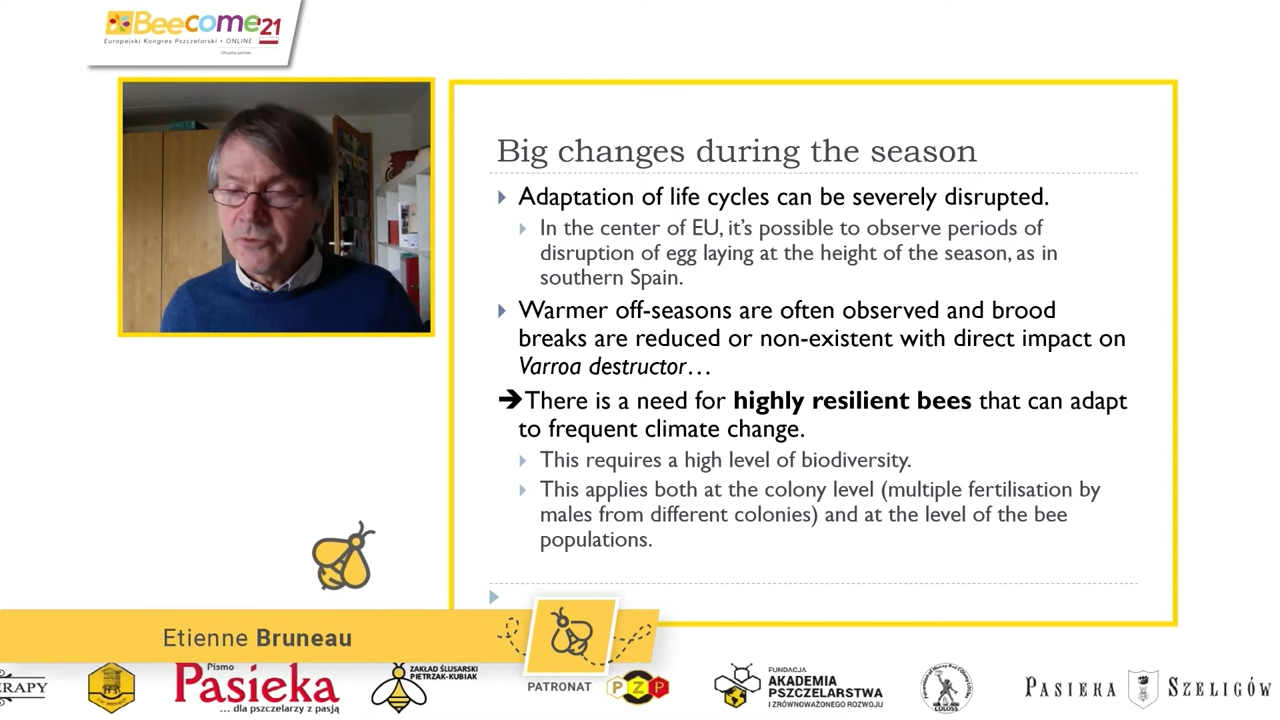 Beecome'21
Europejski Kongres Pszczelarski • ONLINE
Big changes during the season
Adaptation of life cycles can be severely disrupted.
In the center of EU, it's possible to observe periods of
disruption of egg laying at the height of the season, as in
southern Spain.
Warmer off-seasons are often observed and brood
breaks are reduced or non-existent with direct impact on
Varroa destructor…
There is a need for highly resilient bees that can adapt
to frequent climate change.
This requires a high level of biodiversity.
This applies both at the colony level (multiple fertilisation by
males from different colonies) and at the level of the bee
populations.
Etienne Bruneau
PATRONAT
ERAPY
Pismo
Pasieka
... dla pszczelarzy z pasją
ZAKŁAD ŚLUSARSKI
PIETRZAK-KUBIAK
PZP
FUNDACJA
AKADEMIA
PSZCZELARSTWA
I ZRÓWNOWAŻONEGO ROZWOJU
COLOSS
PASIEKA SZELIGÓW